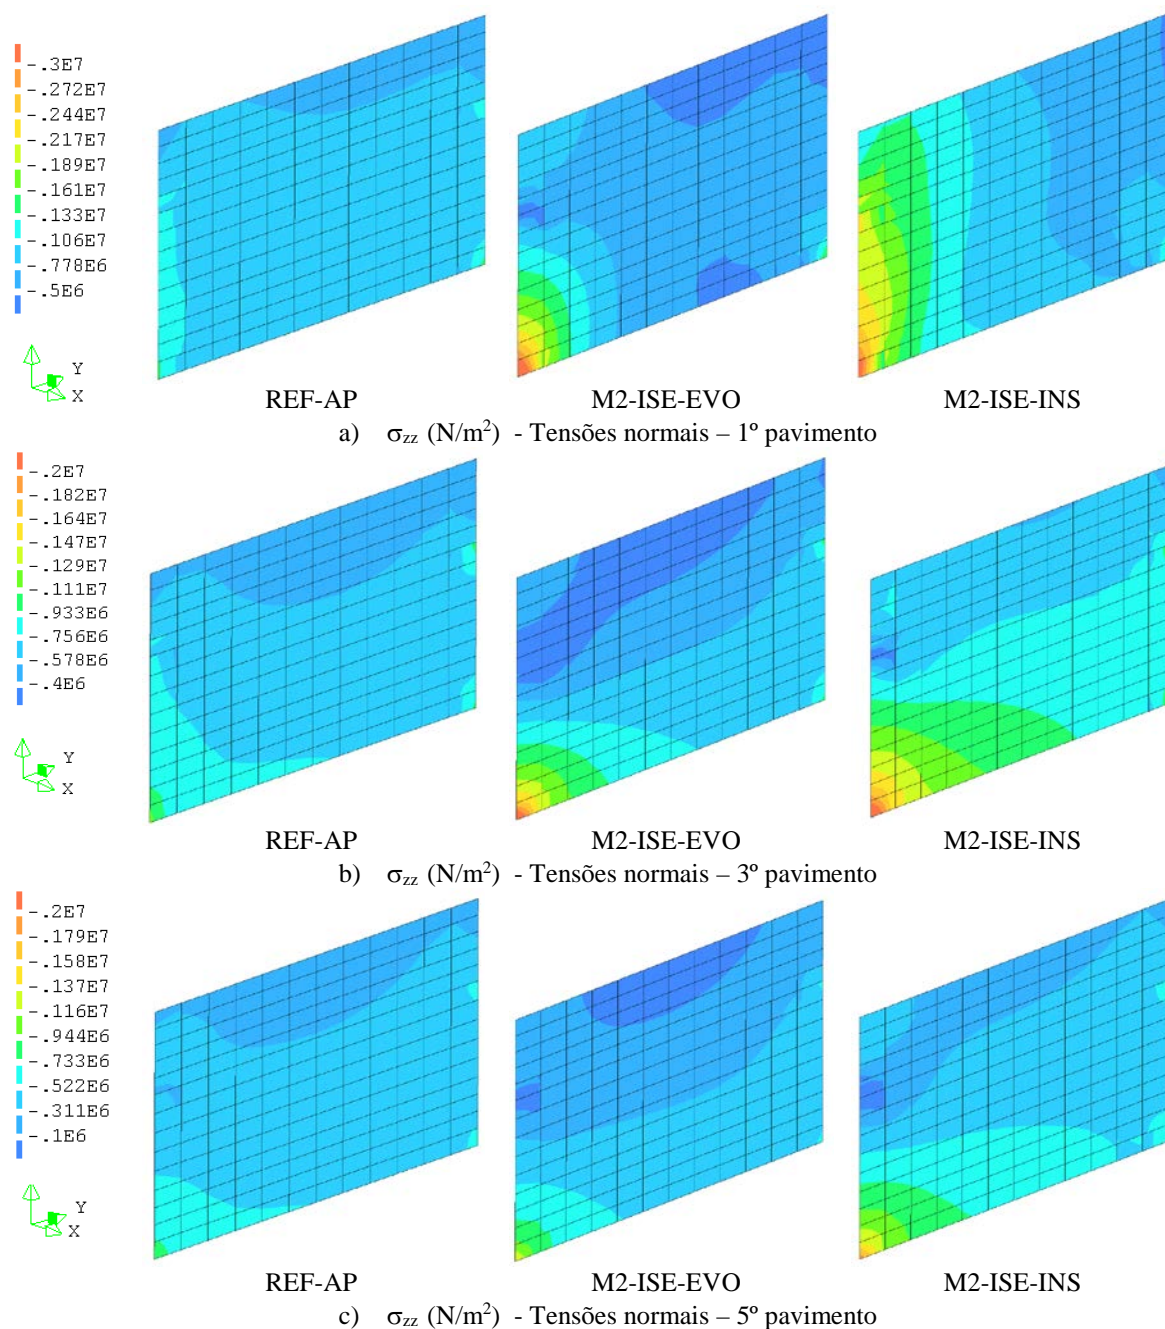 -.3E7
-.272E7
-.244E7
-.217E7
-.189E7
-.161E7
-.133E7
-.106E7
-.778E6
-.5E6
Y
X
REF-AP M2-ISE-EVO M2-ISE-INS
a) σzz (N/m²) - Tensões normais – 1º pavimento
-.2E7
-.182E7
-.164E7
-.147E7
-.129E7
-.111E7
-.933E6
-.756E6
-.578E6
-.4E6
Y
X
REF-AP M2-ISE-EVO M2-ISE-INS
b) σzz (N/m²) - Tensões normais – 3º pavimento
-.2E7
-.179E7
-.158E7
-.137E7
-.116E7
-.944E6
-.733E6
-.522E6
-.311E6
-.1E6
Y
X
REF-AP M2-ISE-EVO M2-ISE-INS
c) σzz (N/m²) - Tensões normais – 5º pavimento